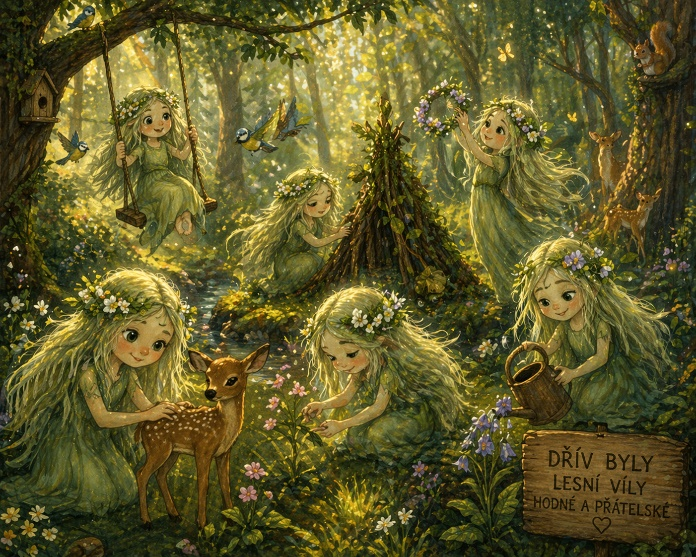 DŘÍV BYLY
LESNÍ VÍLY
HODNÉ A PŘÁTELSKÉ